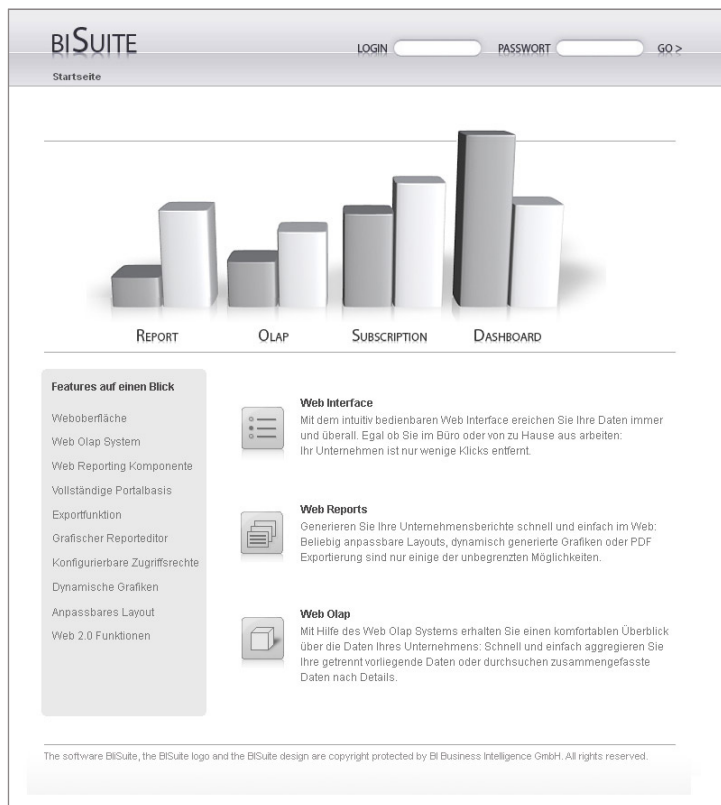 BISUITE
LOGIN PASSWORT GO >
Startseite
REPORT OLAP SUBSCRIPTION DASHBOARD
Features auf einen Blick
Weboberfläche
Web Olap System
Web Reporting Komponente
Vollständige Portalbasis
Exportfunktion
Grafischer Reporteditor
Konfigurierbare Zugriffsrechte
Dynamische Grafiken
Anpassbares Layout
Web 2.0 Funktionen
Web Interface
Mit dem intuitiv bedienbaren Web Interface ereichen Sie Ihre Daten immer
und überall. Egal ob Sie im Büro oder von zu Hause aus arbeiten:
Ihr Unternehmen ist nur wenige Klicks entfernt.
Web Reports
Generieren Sie Ihre Unternehmensberichte schnell und einfach im Web:
Beliebig anpassbare Layouts, dynamisch generierte Grafiken oder PDF
Exportierung sind nur einige der unbegrenzten Möglichkeiten.
Web Olap
Mit Hilfe des Web Olap Systems erhalten Sie einen komfortablen Überblick
über die Daten Ihres Unternehmens: Schnell und einfach aggregieren Sie
Ihre getrennt vorliegende Daten oder durchsuchen zusammengefasste
Daten nach Details.
The software BIiSuite, the BISuite logo and the BISuite design are copyright protected by BI Business Intelligence GmbH. All rights reserved.